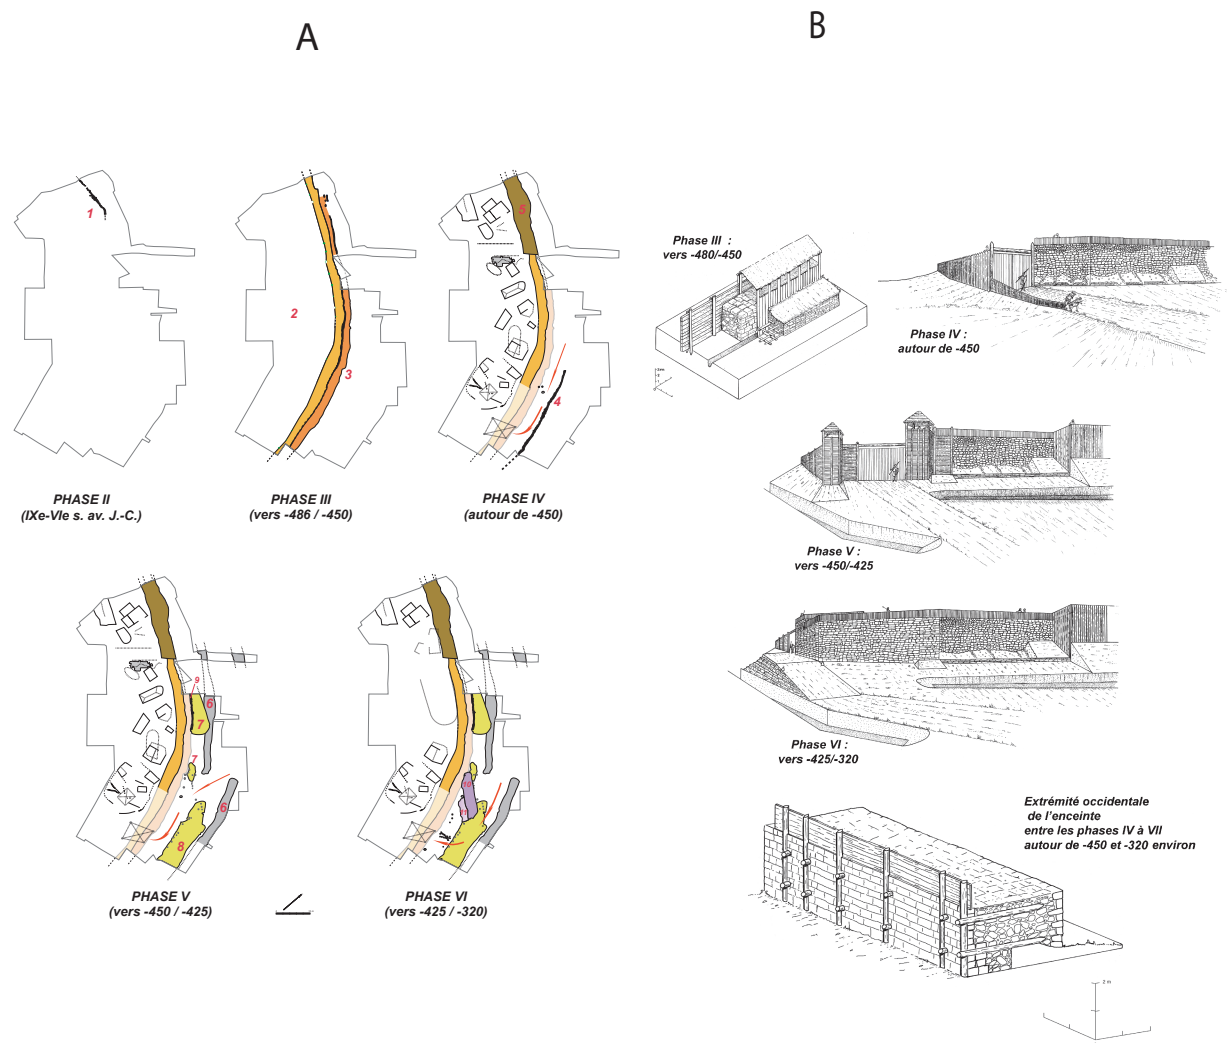 A
B
1
PHASE II
(IXe-VIe s. av. J.-C.)
2
3
PHASE III
(vers -486 / -450)
5
4
PHASE IV
(autour de -450)
9
6
7
7
6
8
PHASE V
(vers -450 / -425)
10
11
PHASE VI
(vers -425 / -320)
Phase III :
vers -480/-450
Phase IV :
autour de -450
Phase V :
vers -450/-425
Phase VI :
vers -425/-320
Extrémité occidentale
de l'enceinte
entre les phases IV à VII
autour de -450 et -320 environ
2 m